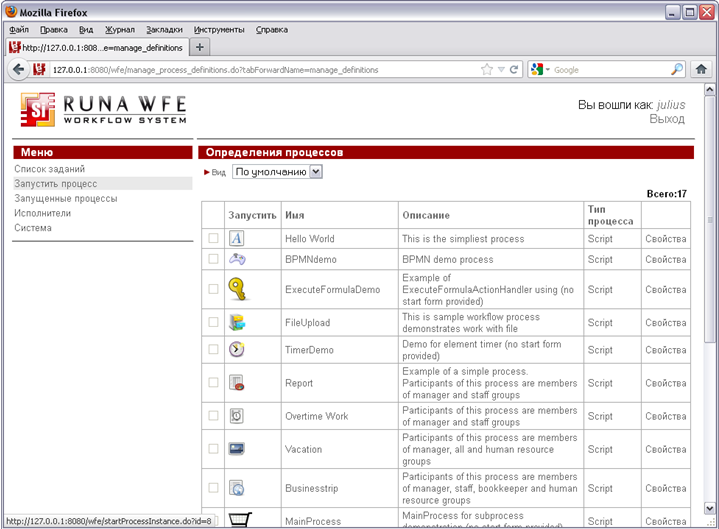 Mozilla Firefox
Файл Правка Вид Журнал Закладки Инструменты Справка
http://127.0.0.1:808...e=manage_definitions
127.0.0.1:8080/wfe/manage_process_definitions.do?tabForwardName=manage_definitions
Google
RUNA WFE
WORKFLOW SYSTEM
Вы вошли как: julius
Выход
Меню
Список заданий
Запустить процесс
Запущенные процессы
Исполнители
Система
Определения процессов
Вид По умолчанию
Всего:17
Запустить Имя Описание Тип процесса
Hello World This is the simpliest process Script Свойства
BPMNdemo BPMN demo process Script Свойства
ExecuteFormulaDemo Example of
ExecuteFormulaActionHandler using (no
start form provided) Script Свойства
FileUpload This is sample workflow process
demonstrates work with file Script Свойства
TimerDemo Demo for element timer (no start form
provided) Script Свойства
Report Example of a simple process.
Participants of this process are members
of manager and staff groups Script Свойства
Overtime Work Participants of this process are members
of manager and staff groups Script Свойства
Vacation Participants of this process are members
of manager, all and human resource
groups Script Свойства
Businesstrip Participants of this process are members
of manager, staff, bookkeeper and human
resource groups Script Свойства
MainProcess MainProcess for subprocess
demonstration (no start form provided) Script Свойства
http://127.0.0.1:8080/wfe/startProcessInstance.do?id=8